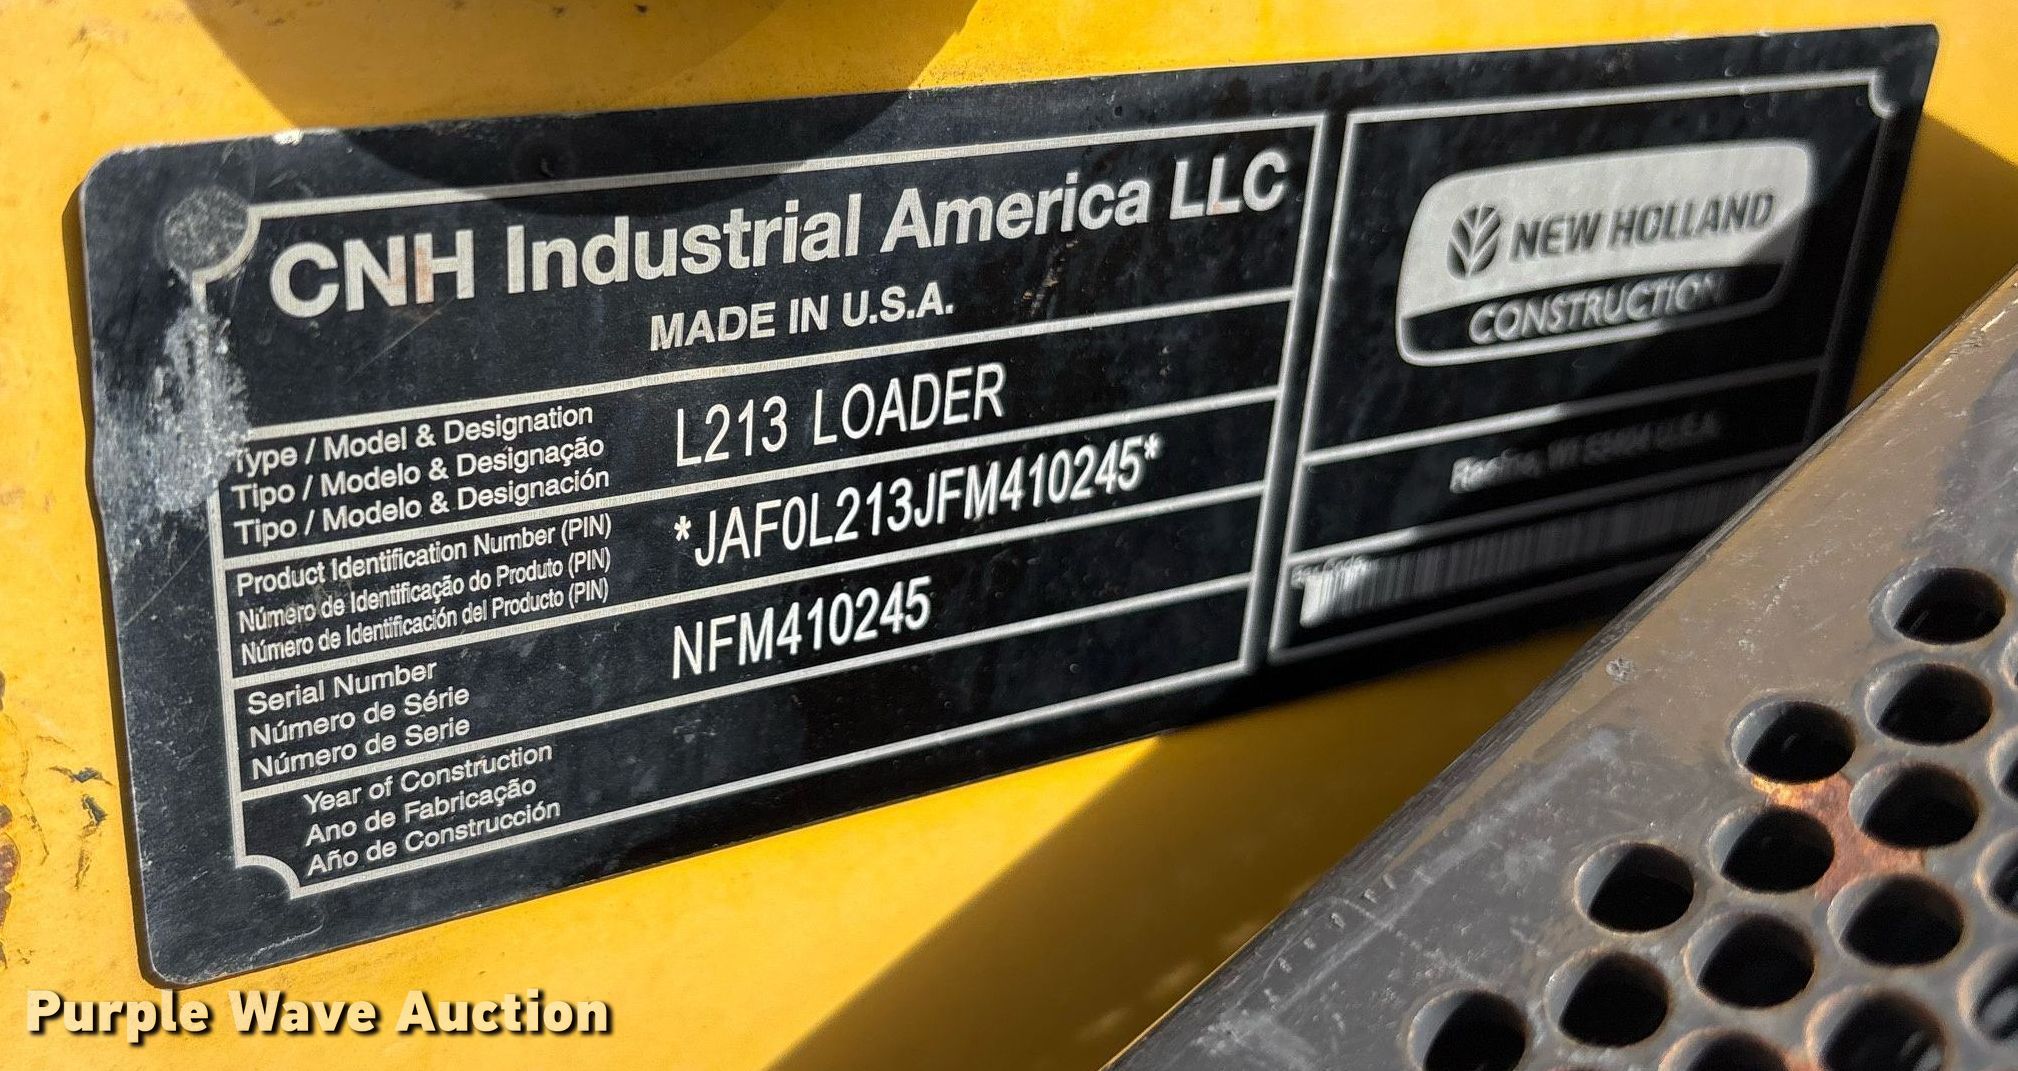 CNH Industrial America LLC
MADE IN U.S.A.
Type / Model & Designation
Tipo / Modelo & Designação
Tipo / Modelo & Designación
L213 LOADER
Product Identification Number (PIN)
Número de Identificação do Produto (PIN)
Número de Identificación del Producto (PIN)
*JAF0L213JFM410245*
Serial Number
Número de Série
Número de Serie
NFM410245
Year of Construction
Ano de Fabricação
Año de Construcción
NEW HOLLAND
CONSTRUCTION
Racine, WI
Purple Wave Auction